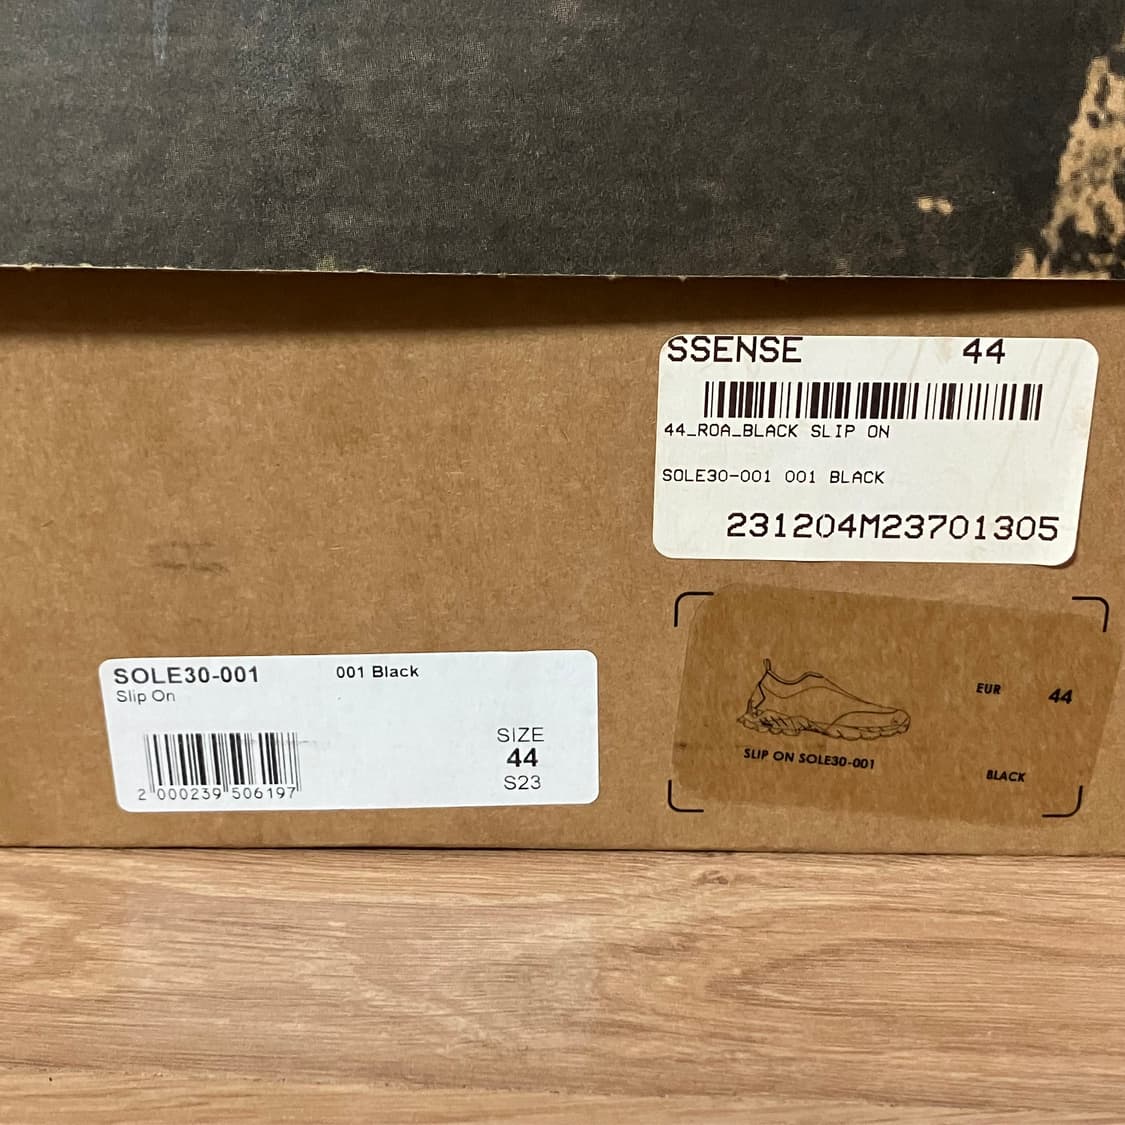 SSENSE 44
44_ROA_BLACK SLIP ON
SOLE30-001 001 BLACK
231204M23701305
SOLE30-001 001 Black
Slip On
SIZE
44
S23
2 000239 506197
EUR 44
SLIP ON SOLE30-001
BLACK